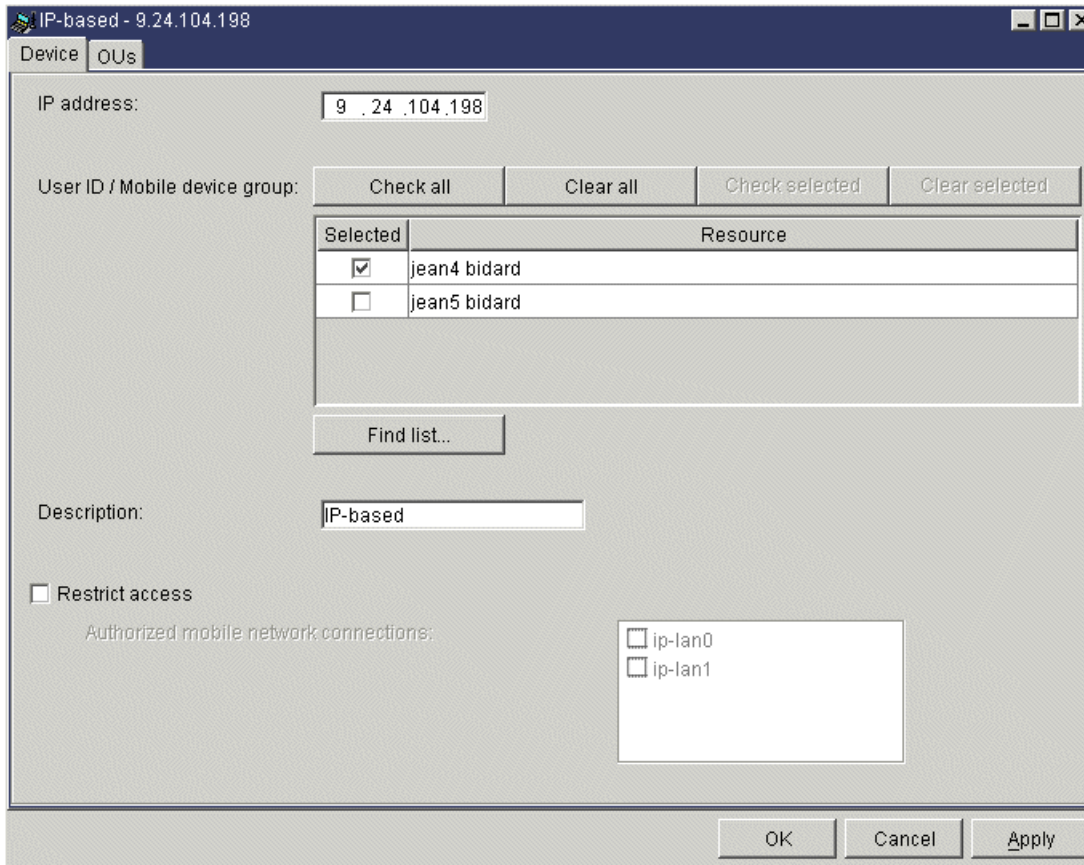 IP-based - 9.24.104.198
Device OUs
IP address: 9 . 24 .104.198
User ID / Mobile device group: Check all Clear all Check selected Clear selected
Selected Resource
jean4 bidard
jean5 bidard
Find list...
Description: IP-based
Restrict access
Authorized mobile network connections: ip-lan0
ip-lan1
OK Cancel Apply